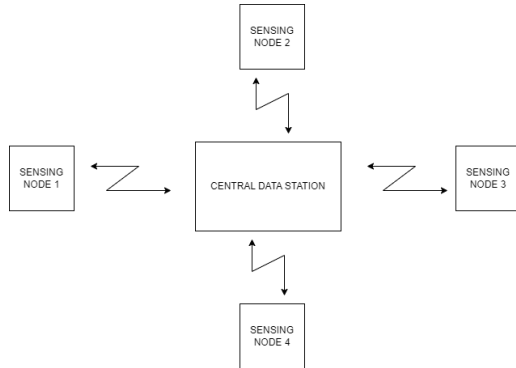 SENSING
NODE 2
SENSING
NODE 1
CENTRAL DATA STATION
SENSING
NODE 3
SENSING
NODE 4